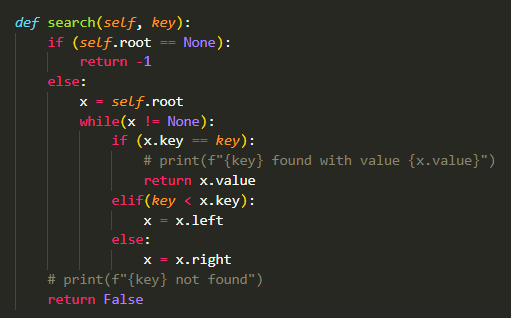 def search(self, key):
    if (self.root == None):
        return -1
    else:
        x = self.root
        while(x != None):
            if (x.key == key):
                # print(f"{key} found with value {x.value}")
                return x.value
            elif(key < x.key):
                x = x.left
            else:
                x = x.right
    # print(f"{key} not found")
    return False